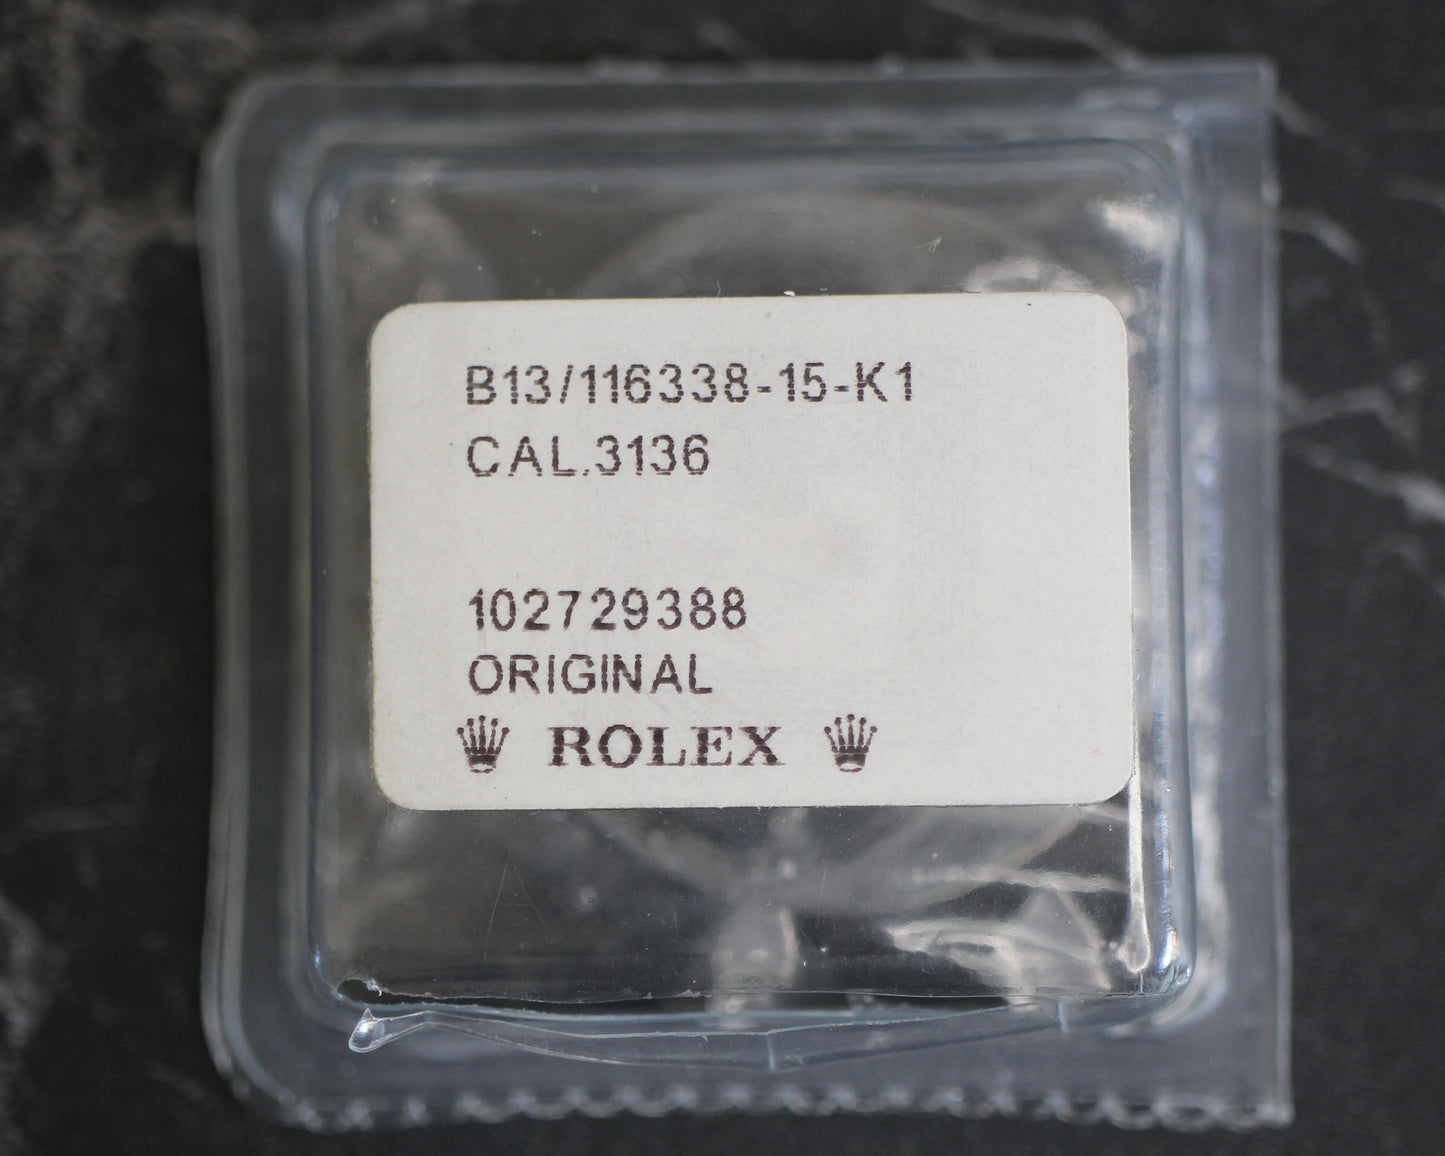 B13/116338-15-K1
CAL.3136
102729388
ORIGINAL
ROLEX